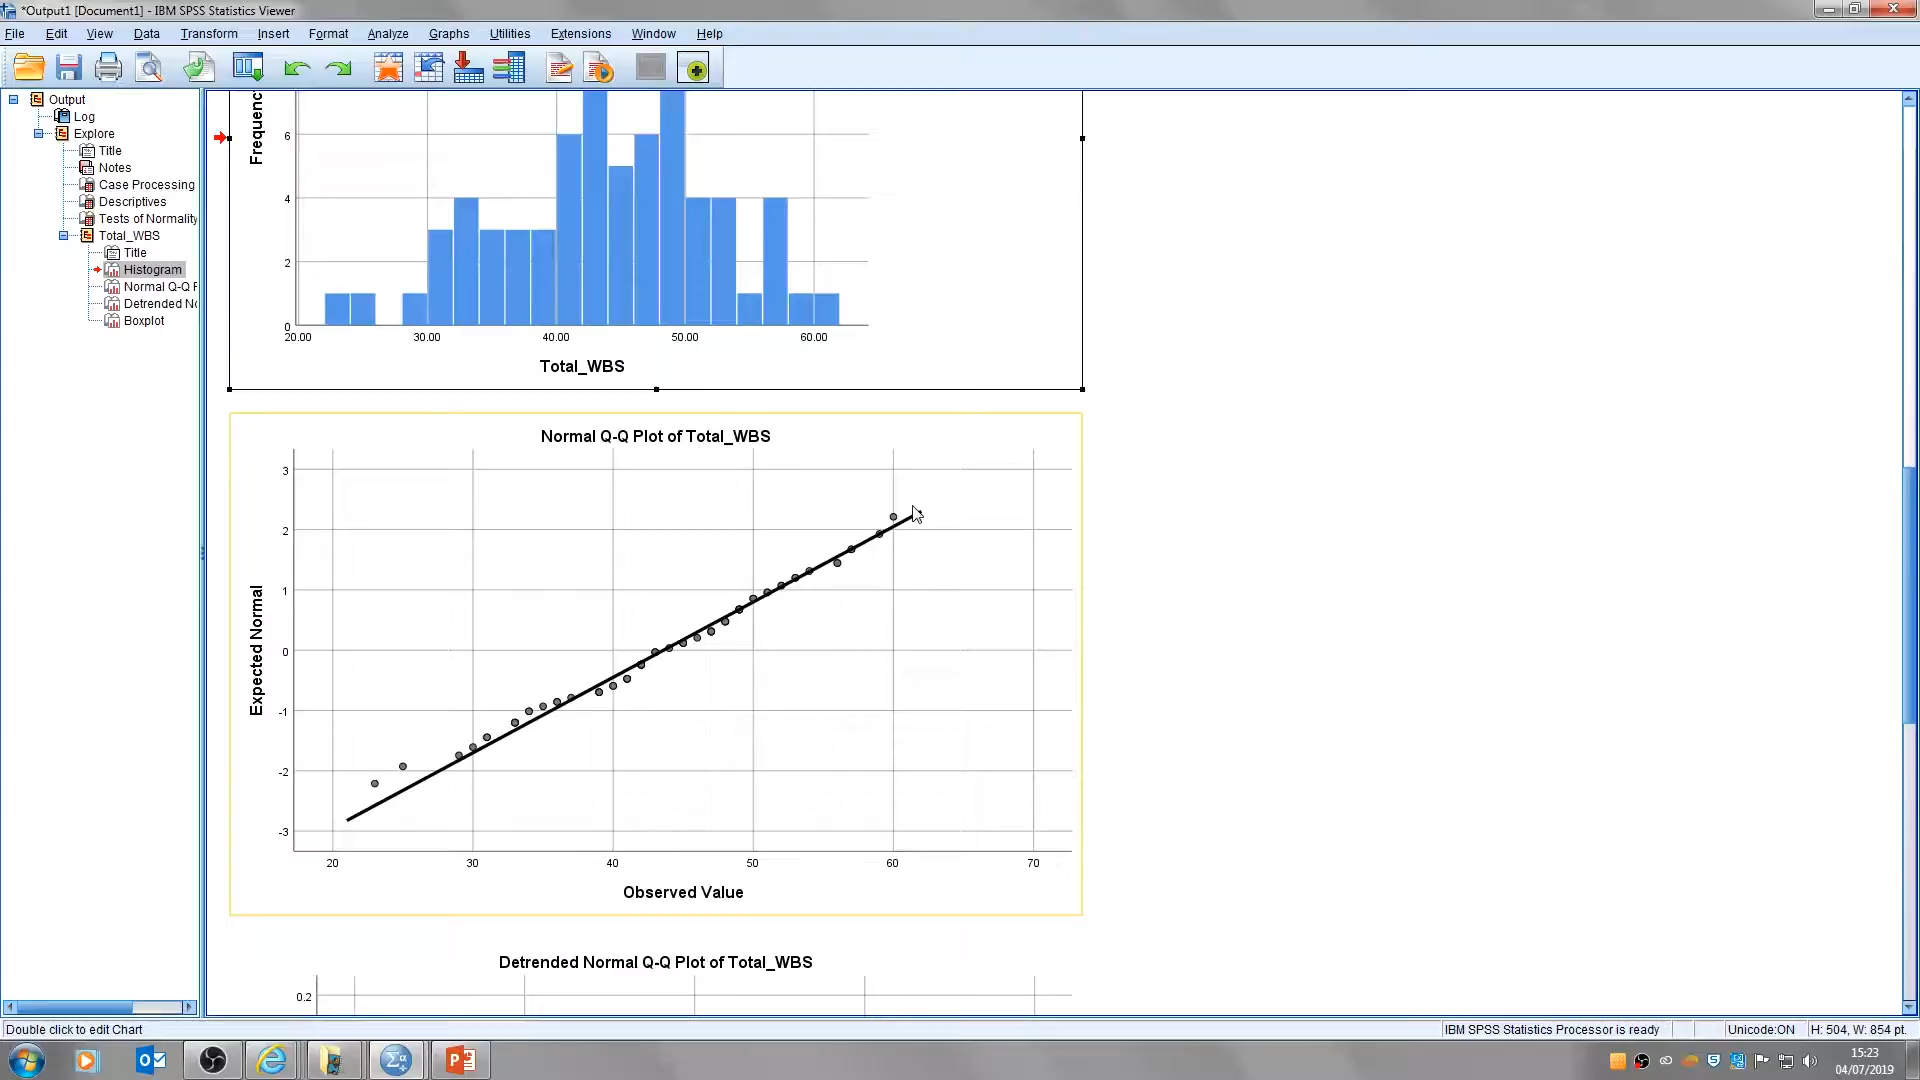 *Output1 [Document1] - IBM SPSS Statistics Viewer
File Edit View Data Transform Insert Format Analyze Graphs Utilities Extensions Window Help
Output
Log
Explore
Title
Notes
Case Processing
Descriptives
Tests of Normality
Total_WBS
Title
Histogram
Normal Q-Q P
Detrended No
Boxplot
Frequenc
6
4
2
0
20.00 30.00 40.00 50.00 60.00
Total_WBS
Normal Q-Q Plot of Total_WBS
Expected Normal
3
2
1
0
-1
-2
-3
20 30 40 50 60 70
Observed Value
Detrended Normal Q-Q Plot of Total_WBS
0.2
Double click to edit Chart
IBM SPSS Statistics Processor is ready
Unicode:ON
H: 504, W: 854 pt.
15:23
04/07/2019